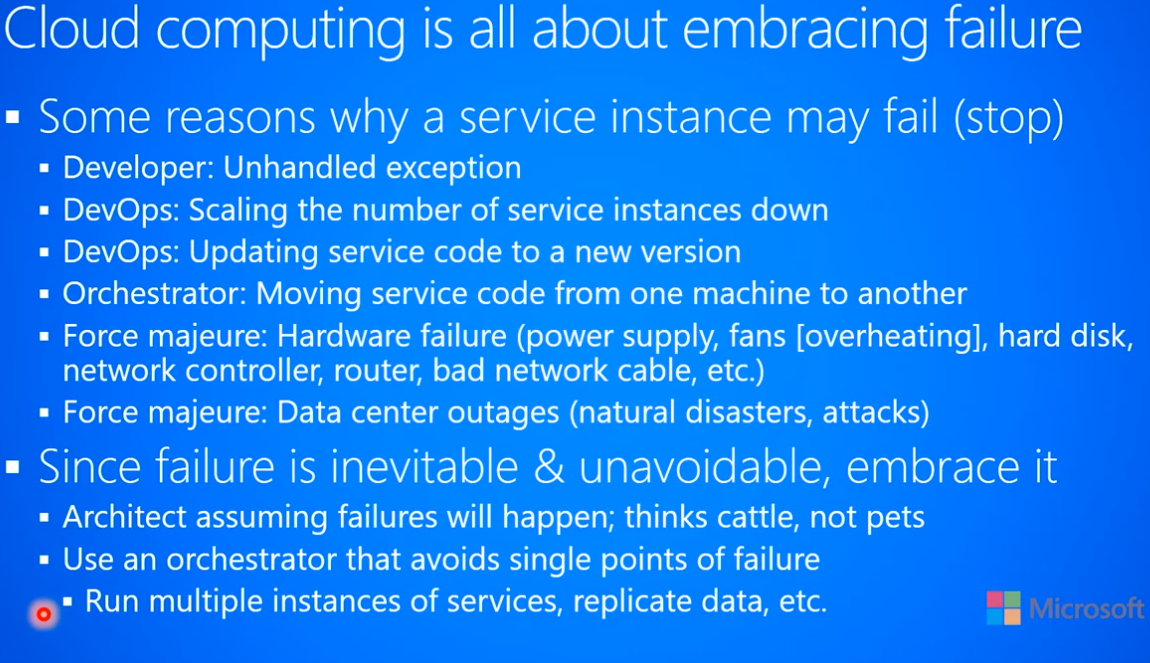 Cloud computing is all about embracing failure
Some reasons why a service instance may fail (stop)
Developer: Unhandled exception
DevOps: Scaling the number of service instances down
DevOps: Updating service code to a new version
Orchestrator: Moving service code from one machine to another
Force majeure: Hardware failure (power supply, fans [overheating], hard disk,
network controller, router, bad network cable, etc.)
Force majeure: Data center outages (natural disasters, attacks)
Since failure is inevitable & unavoidable, embrace it
Architect assuming failures will happen; thinks cattle, not pets
Use an orchestrator that avoids single points of failure
Run multiple instances of services, replicate data, etc.
Microsoft